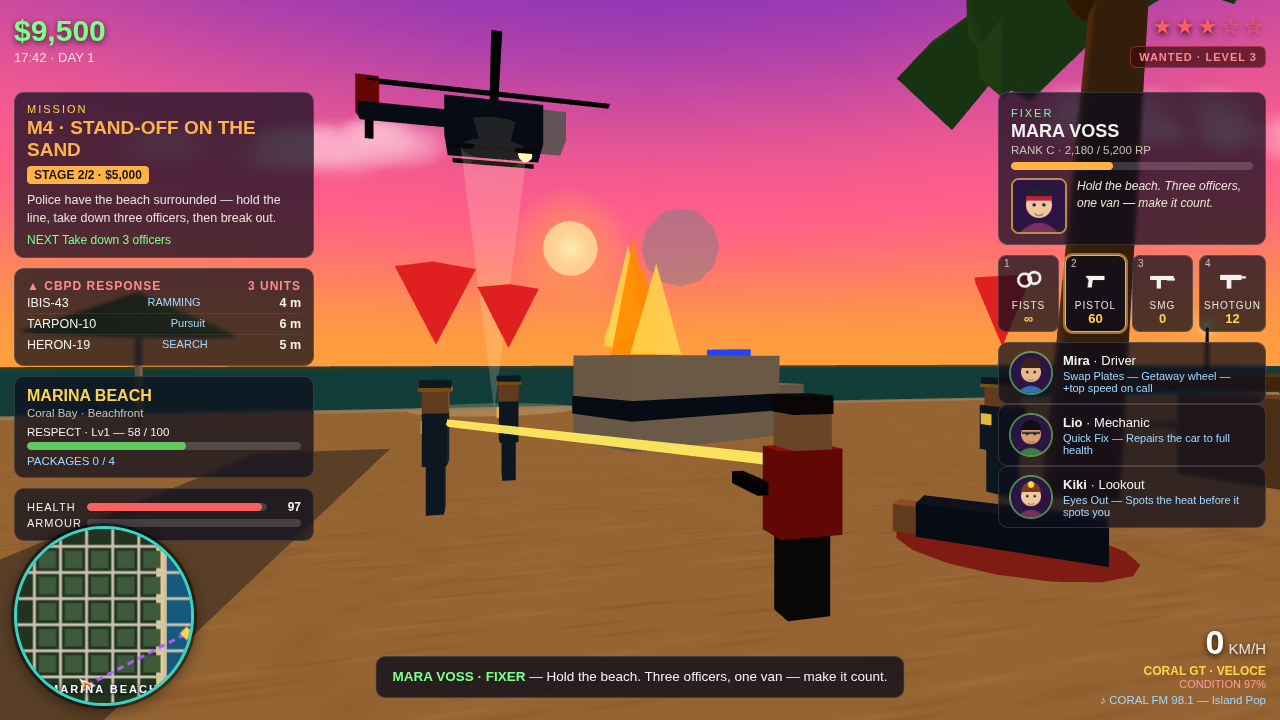 $9,500
17:42 · DAY 1
★★★☆☆
WANTED · LEVEL 3
MISSION
M4 · STAND-OFF ON THE
SAND
STAGE 2/2 · $5,000
Police have the beach surrounded — hold the
line, take down three officers, then break out.
NEXT Take down 3 officers
▲ CBPD RESPONSE 3 UNITS
IBIS-43 RAMMING 4 m
TARPON-10 Pursuit 6 m
HERON-19 SEARCH 5 m
MARINA BEACH
Coral Bay · Beachfront
RESPECT · Lv1 — 58 / 100
PACKAGES 0 / 4
HEALTH 97
ARMOUR
MARINA BEACH
FIXER
MARA VOSS
RANK C · 2,180 / 5,200 RP
Hold the beach. Three officers,
one van — make it count.
1 2 3 4
FISTS PISTOL SMG SHOTGUN
∞ 60 0 12
Mira · Driver
Swap Plates — Getaway wheel —
+top speed on call
Lio · Mechanic
Quick Fix — Repairs the car to full
health
Kiki · Lookout
Eyes Out — Spots the heat before it
spots you
MARA VOSS · FIXER — Hold the beach. Three officers, one van — make it count.
0 KM/H
CORAL GT · VELOCE
CONDITION 97%
♪ CORAL FM 98.1 — Island Pop